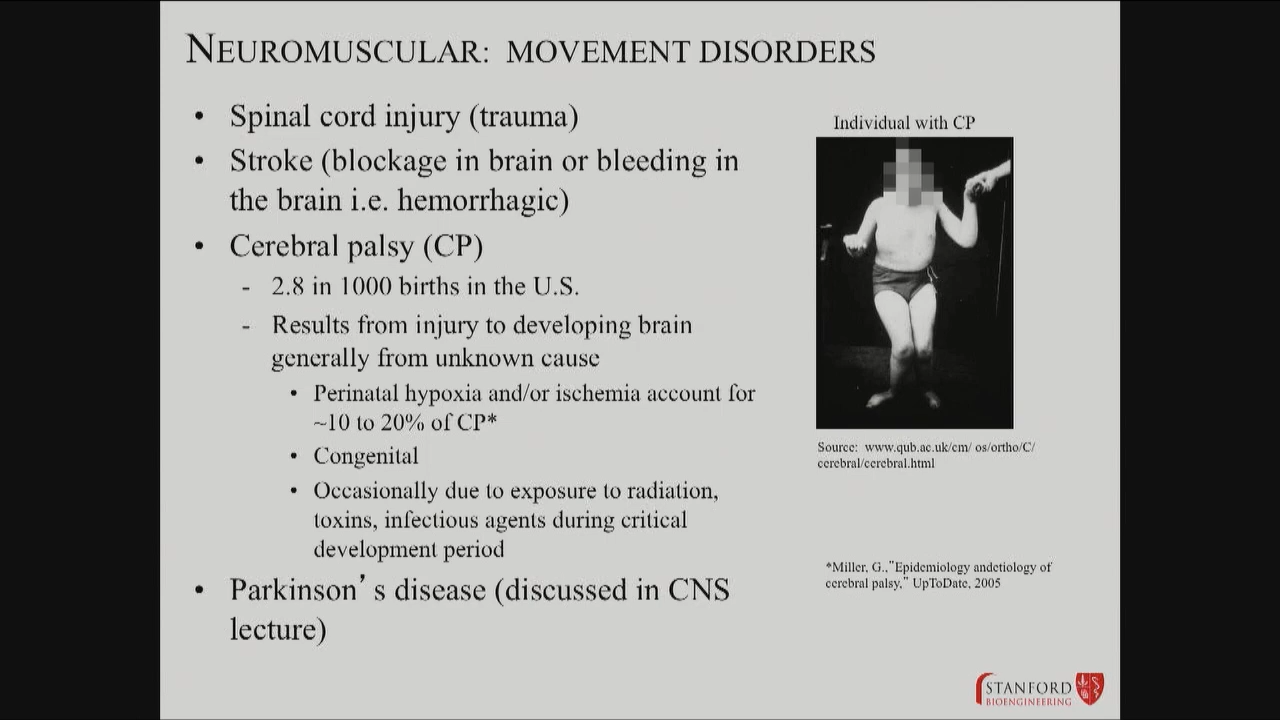 NEUROMUSCULAR: MOVEMENT DISORDERS
• Spinal cord injury (trauma)
• Stroke (blockage in brain or bleeding in
the brain i.e. hemorrhagic)
• Cerebral palsy (CP)
- 2.8 in 1000 births in the U.S.
- Results from injury to developing brain
generally from unknown cause
• Perinatal hypoxia and/or ischemia account for
~10 to 20% of CP*
• Congenital
• Occasionally due to exposure to radiation,
toxins, infectious agents during critical
development period
• Parkinson’s disease (discussed in CNS
lecture)
Individual with CP
Source: www.qub.ac.uk/cm/ os/ortho/C/
cerebral/cerebral.html
*Miller, G.,"Epidemiology andetiology of
cerebral palsy," UpToDate, 2005
STANFORD
BIOENGINEERING